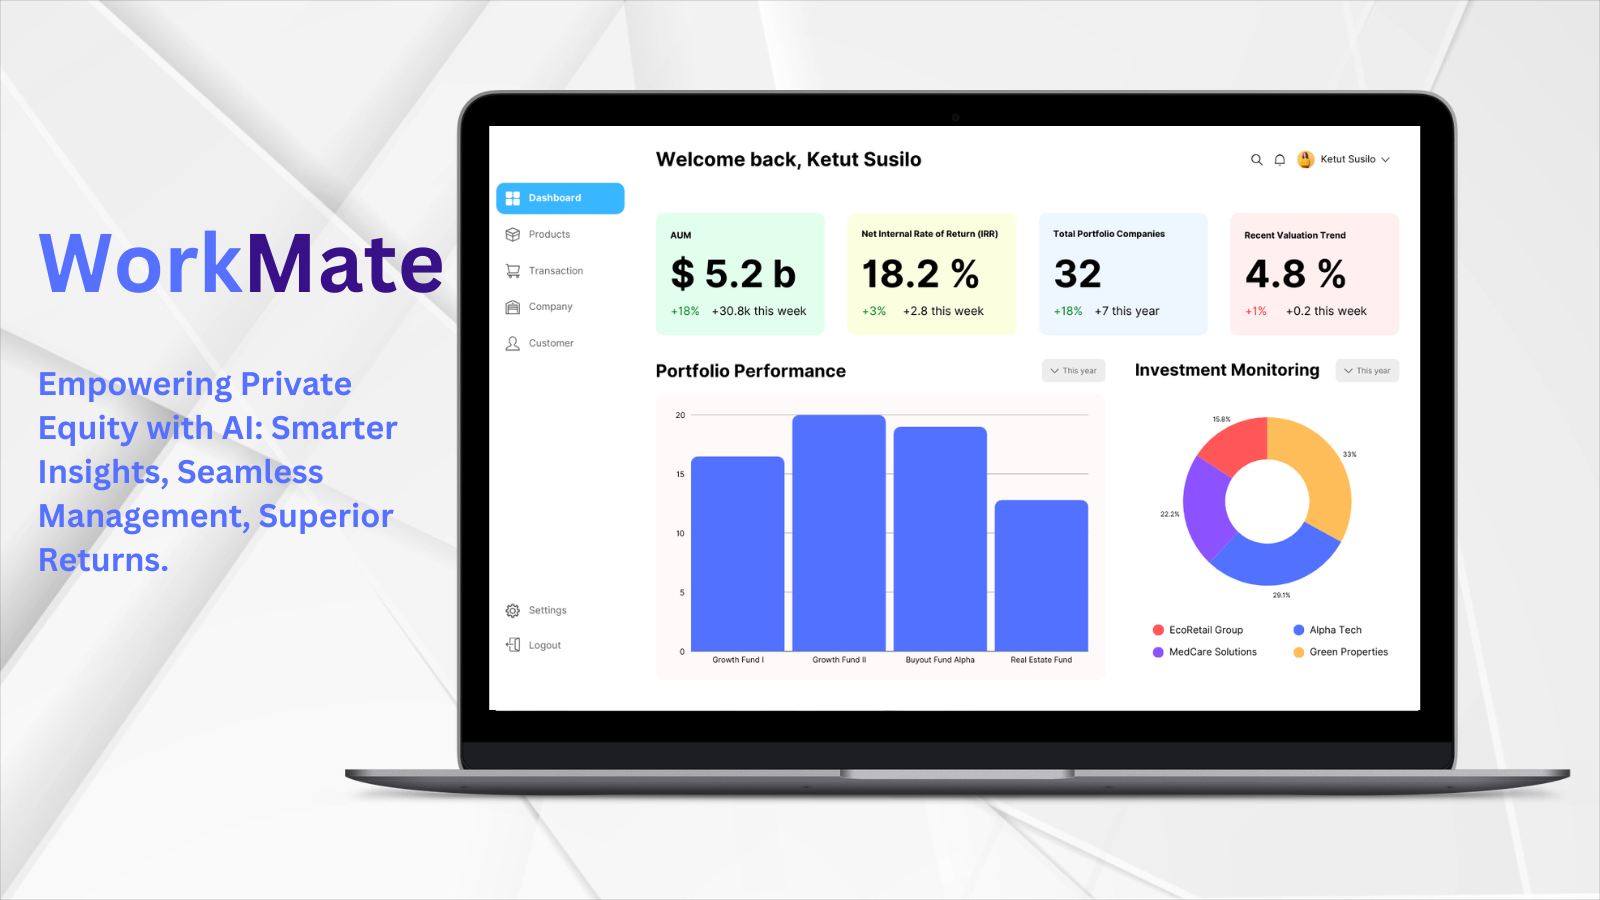 WorkMate
Empowering Private
Equity with AI: Smarter
Insights, Seamless
Management, Superior
Returns.
Welcome back, Ketut Susilo
Ketut Susilo
Dashboard
Products
Transaction
Company
Customer
Settings
Logout
AUM
$ 5.2 b
+18% +30.8k this week
Net Internal Rate of Return (IRR)
18.2 %
+3% +2.8 this week
Total Portfolio Companies
32
+18% +7 this year
Recent Valuation Trend
4.8 %
+1% +0.2 this week
Portfolio Performance
This year
20
15
10
5
0
Growth Fund I
Growth Fund II
Buyout Fund Alpha
Real Estate Fund
Investment Monitoring
This year
15.8%
33%
22.2%
29.1%
EcoRetail Group
Alpha Tech
MedCare Solutions
Green Properties